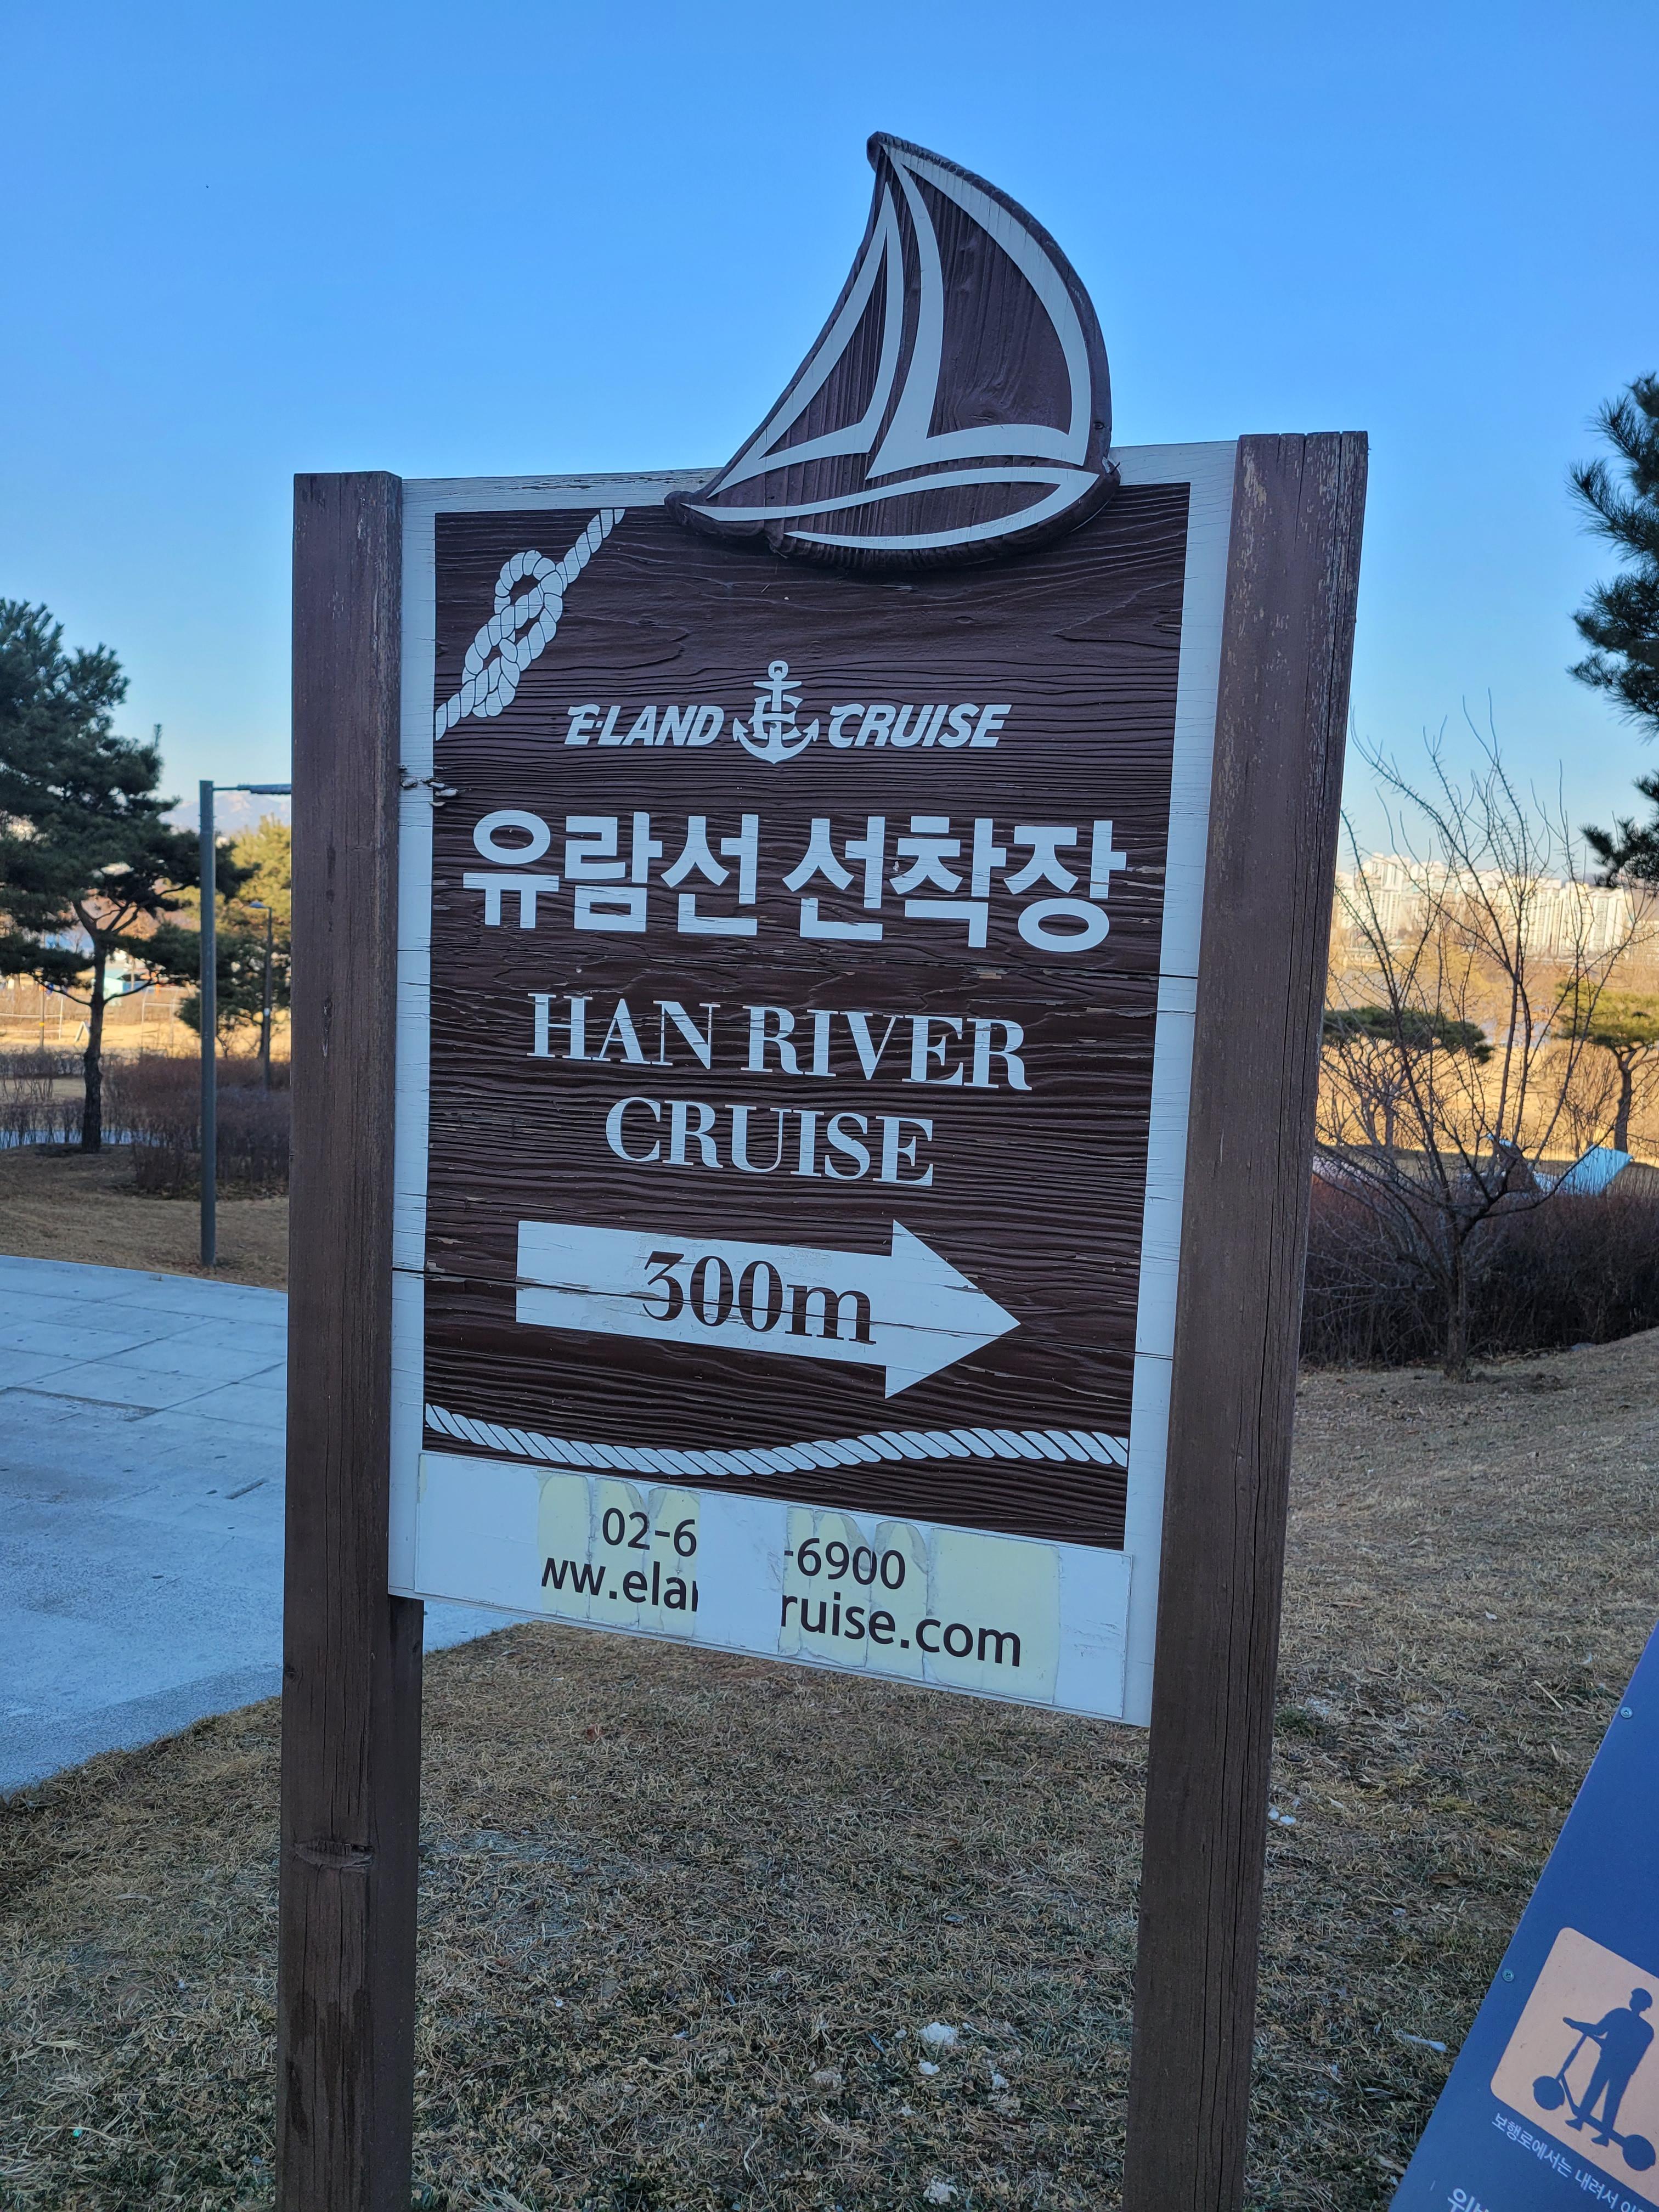 E·LAND CRUISE
유람선 선착장
HAN RIVER
CRUISE
300m
02-6 -6900
ww.elan ruise.com
보행로에서는 내려서